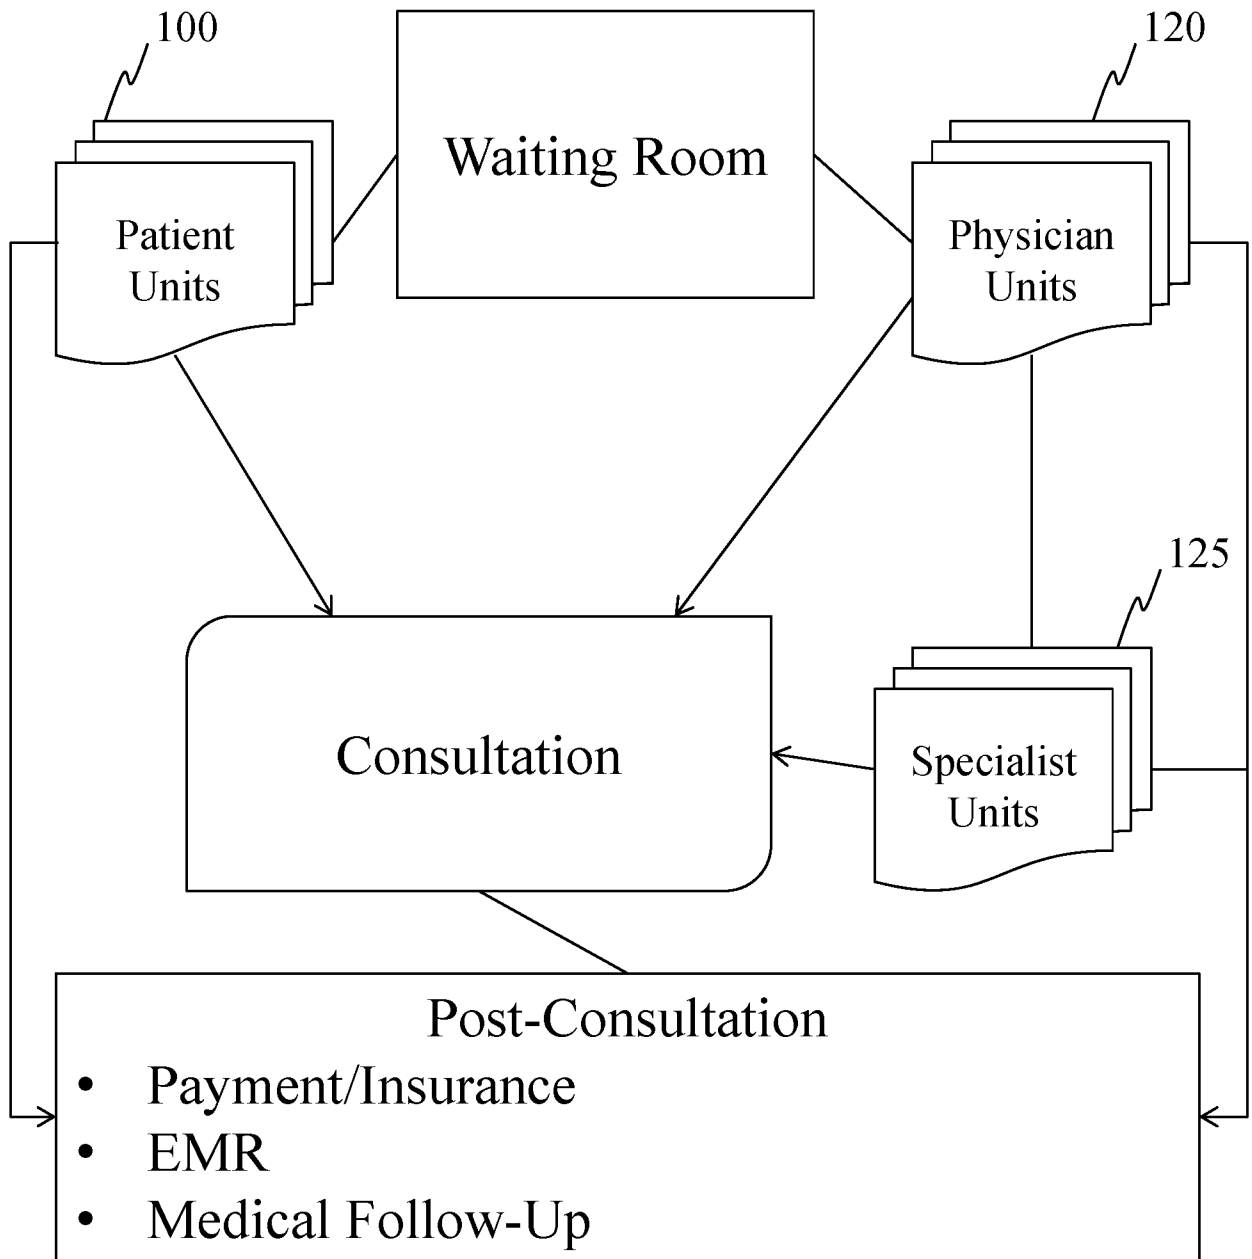 100
120
Waiting Room
Patient
Units
Physician
Units
125
Consultation
Specialist
Units
Post-Consultation
• Payment/Insurance
• EMR
• Medical Follow-Up